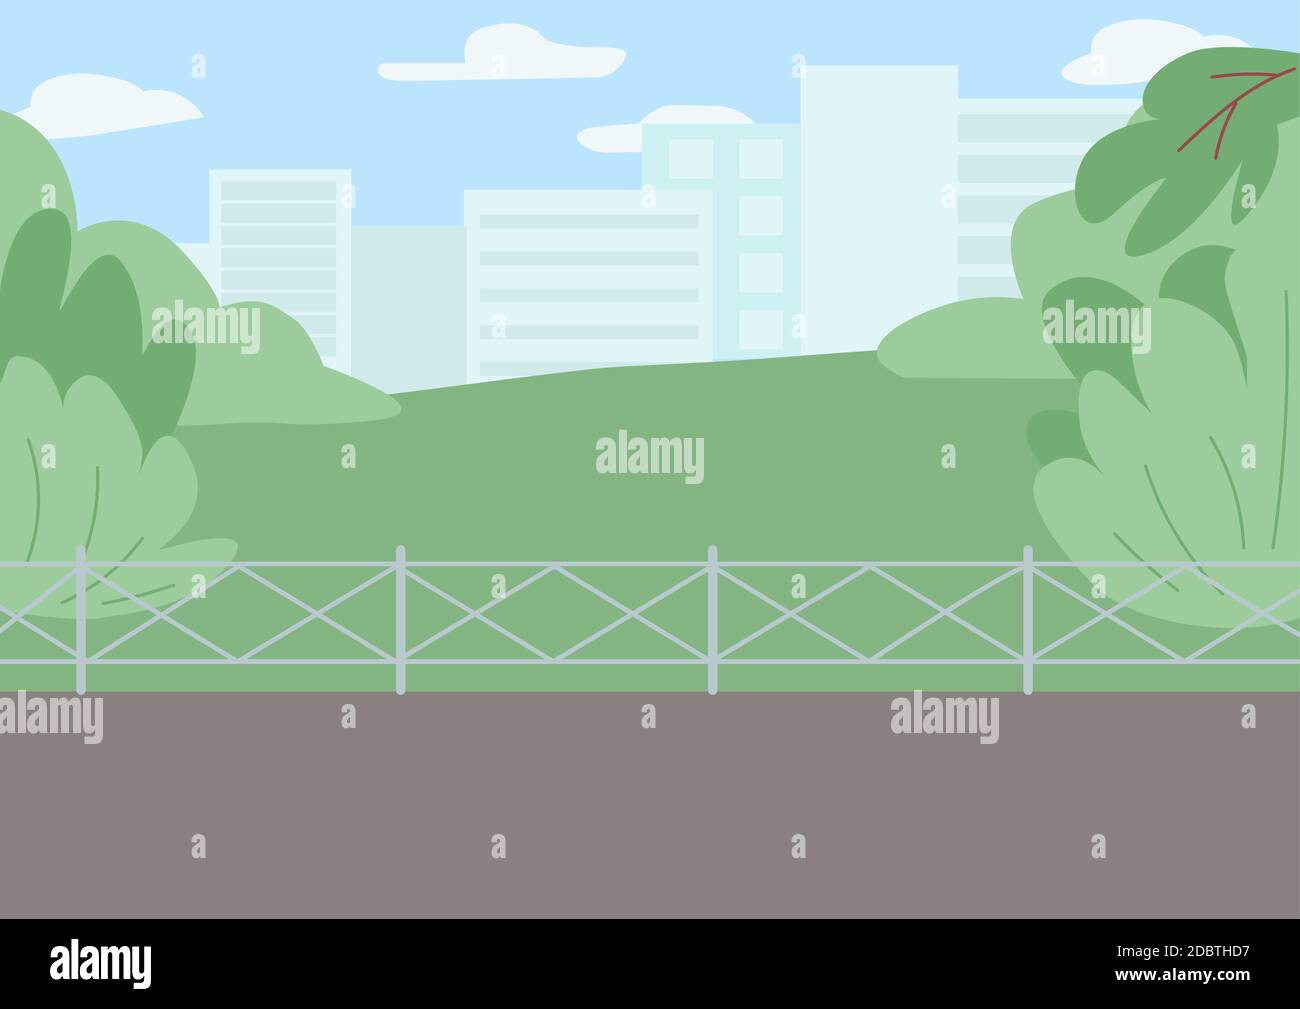 a a
alamy
a a
alamy alamy
a a
a a alamy a a
a a a
alamy a a alamy a
a a a a
alamy
Image ID: 2DBTHD7
www.alamy.com